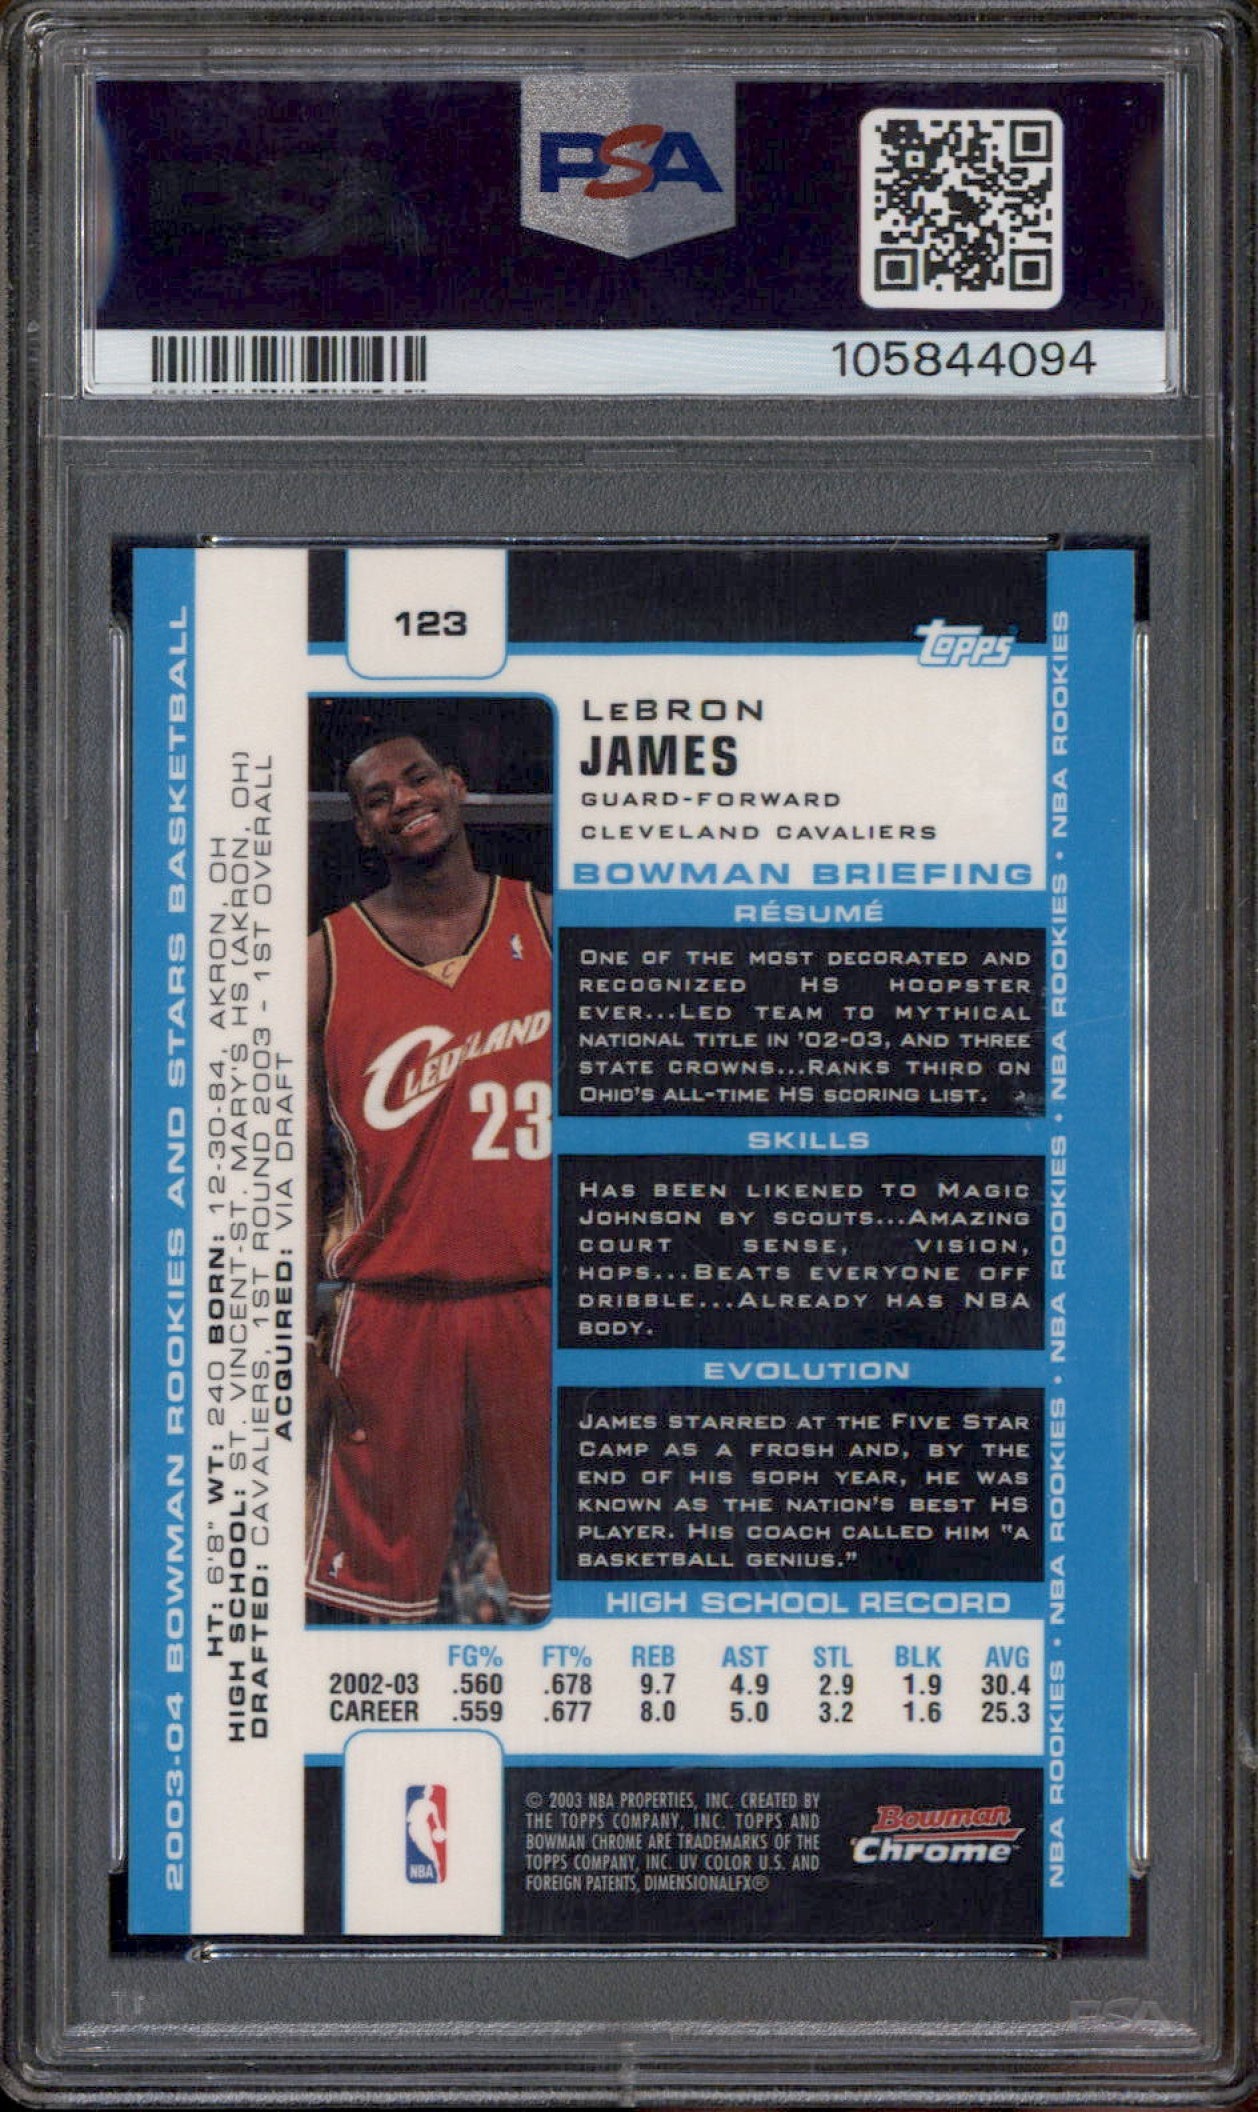 PSA
105844094
123
topps
LeBRON
JAMES
GUARD-FORWARD
CLEVELAND CAVALIERS
BOWMAN BRIEFING
RÉSUMÉ
ONE OF THE MOST DECORATED AND
RECOGNIZED HS HOOPSTER
EVER...LED TEAM TO MYTHICAL
NATIONAL TITLE IN '02-03, AND THREE
STATE CROWNS...RANKS THIRD ON
OHIO'S ALL-TIME HS SCORING LIST.
SKILLS
HAS BEEN LIKENED TO MAGIC
JOHNSON BY SCOUTS...AMAZING
COURT SENSE, VISION,
HOPS...BEATS EVERYONE OFF
DRIBBLE...ALREADY HAS NBA
BODY.
EVOLUTION
JAMES STARRED AT THE FIVE STAR
CAMP AS A FROSH AND, BY THE
END OF HIS SOPH YEAR, HE WAS
KNOWN AS THE NATION'S BEST HS
PLAYER. HIS COACH CALLED HIM "A
BASKETBALL GENIUS."
HIGH SCHOOL RECORD
FG% FT% REB AST STL BLK AVG
2002-03 .560 .678 9.7 4.9 2.9 1.9 30.4
CAREER .559 .677 8.0 5.0 3.2 1.6 25.3
NBA
© 2003 NBA PROPERTIES, INC. CREATED BY
THE TOPPS COMPANY, INC. TOPPS AND
BOWMAN CHROME ARE TRADEMARKS OF THE
TOPPS COMPANY, INC. UV COLOR U.S. AND
FOREIGN PATENTS, DIMENSIONALFX®
Bowman
Chrome
2003-04 BOWMAN ROOKIES AND STARS BASKETBALL
HT: 6'8" WT: 240 BORN: 12-30-84, AKRON, OH
HIGH SCHOOL: ST. VINCENT-ST. MARY'S HS (AKRON, OH)
DRAFTED: CAVALIERS, 1ST ROUND 2003 - 1ST OVERALL
ACQUIRED: VIA DRAFT
CLEVELAND
23
NBA ROOKIES • NBA ROOKIES • NBA ROOKIES • NBA ROOKIES • NBA ROOKIES
PSA